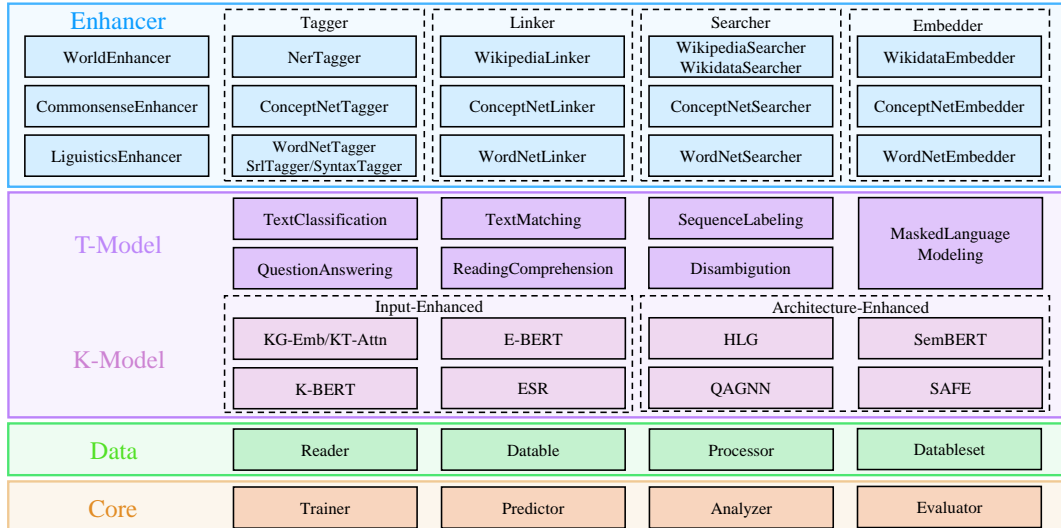 Enhancer
Tagger
Linker
Searcher
Embedder
WorldEnhancer
NerTagger
WikipediaLinker
WikipediaSearcher
WikidataSearcher
WikidataEmbedder
CommonsenseEnhancer
ConceptNetTagger
ConceptNetLinker
ConceptNetSearcher
ConceptNetEmbedder
LiguisticsEnhancer
WordNetTagger
SrlTagger/SyntaxTagger
WordNetLinker
WordNetSearcher
WordNetEmbedder
T-Model
TextClassification
TextMatching
SequenceLabeling
MaskedLanguage
Modeling
QuestionAnswering
ReadingComprehension
Disambigution
K-Model
Input-Enhanced
Architecture-Enhanced
KG-Emb/KT-Attn
E-BERT
HLG
SemBERT
K-BERT
ESR
QAGNN
SAFE
Data
Reader
Datable
Processor
Datableset
Core
Trainer
Predictor
Analyzer
Evaluator